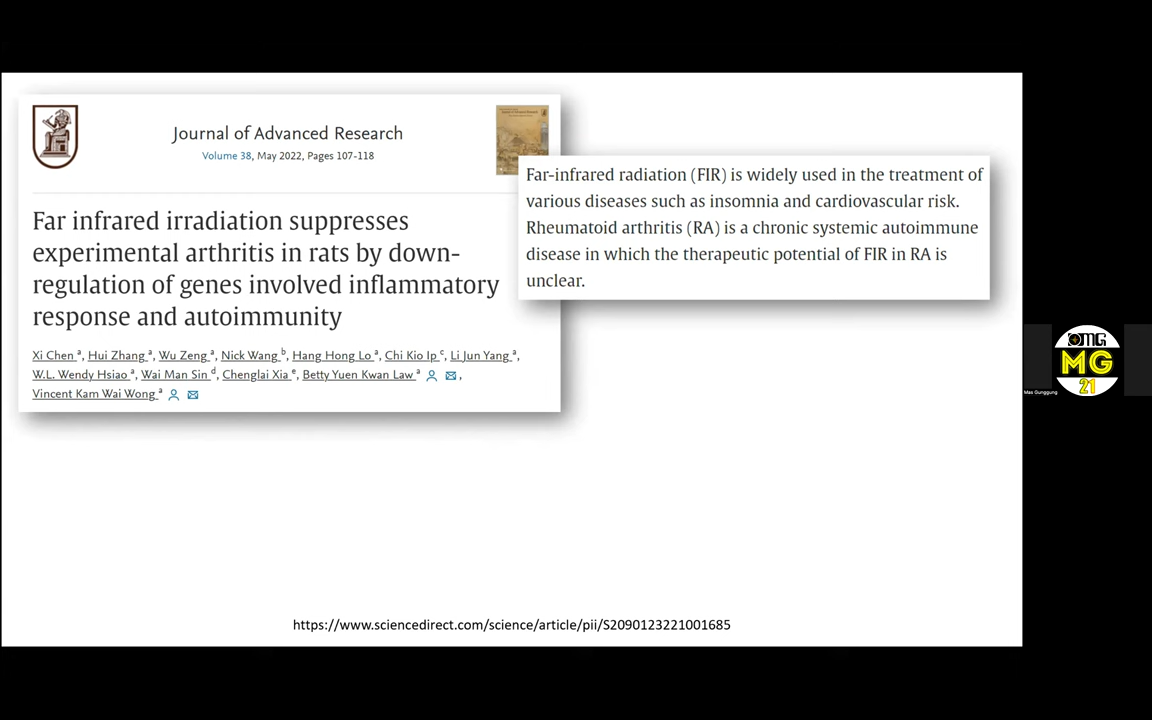 Journal of Advanced Research
Volume 38, May 2022, Pages 107-118
Far infrared irradiation suppresses
experimental arthritis in rats by down-
regulation of genes involved inflammatory
response and autoimmunity
Xi Chen a, Hui Zhang a, Wu Zeng a, Nick Wang b, Hang Hong Lo a, Chi Kio Ip c, Li Jun Yang a,
W.L. Wendy Hsiao a, Wai Man Sin d, Chenglai Xia e, Betty Yuen Kwan Law a,
Vincent Kam Wai Wong a
Far-infrared radiation (FIR) is widely used in the treatment of
various diseases such as insomnia and cardiovascular risk.
Rheumatoid arthritis (RA) is a chronic systemic autoimmune
disease in which the therapeutic potential of FIR in RA is
unclear.
https://www.sciencedirect.com/science/article/pii/S2090123221001685
OMG
MG
21
Mas Gunggung